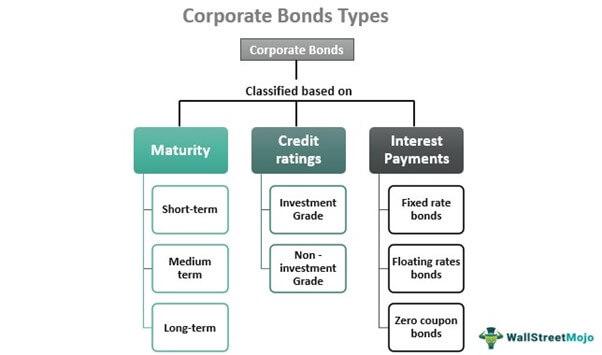 Corporate Bonds Types
Corporate Bonds
Classified based on
Maturity
Short-term
Medium
term
Long-term
Credit
ratings
Investment
Grade
Non -
investment
Grade
Interest
Payments
Fixed rate
bonds
Floating rates
bonds
Zero coupon
bonds
WallStreetMojo